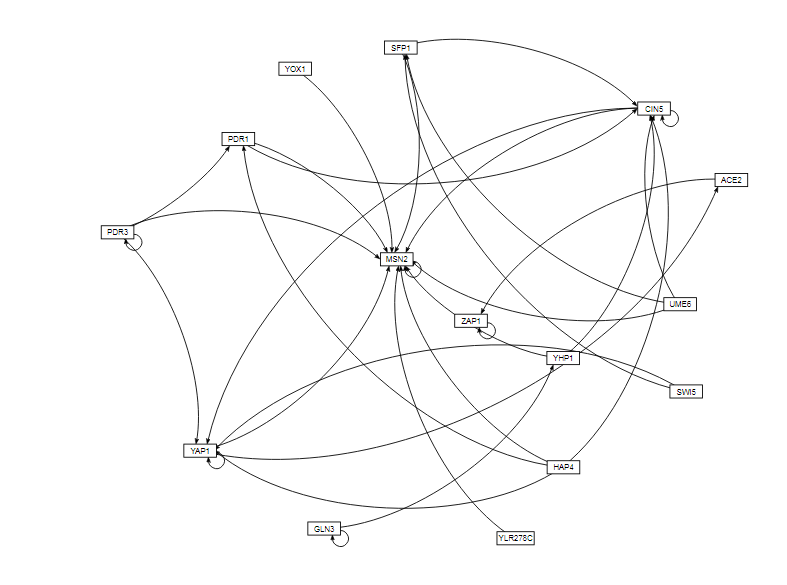 SFP1
YOX1
CIN5
PDR1
ACE2
PDR3
MSN2
UME6
ZAP1
YHP1
SWI5
YAP1
HAP4
GLN3
YLR278C